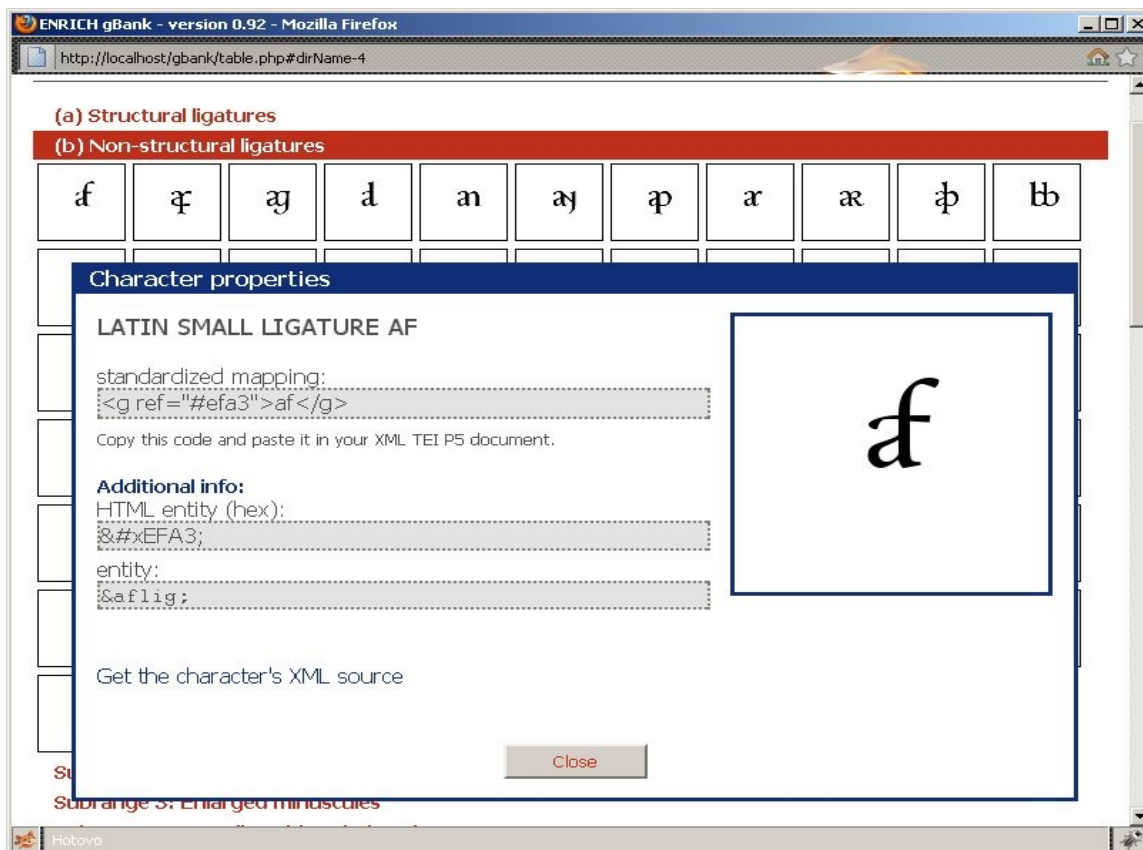 ENRICH gBank - version 0.92 - Mozilla Firefox
http://localhost/gbank/table.php#dirName-4
(a) Structural ligatures
(b) Non-structural ligatures
Character properties
LATIN SMALL LIGATURE AF
standardized mapping:
<g ref="#efa3">af</g>
Copy this code and paste it in your XML TEI P5 document.
Additional info:
HTML entity (hex):
&#xEFA3;
entity:
&aflig;
Get the character's XML source
Close
Subrange 3: Enlarged minuscules
Hotovo